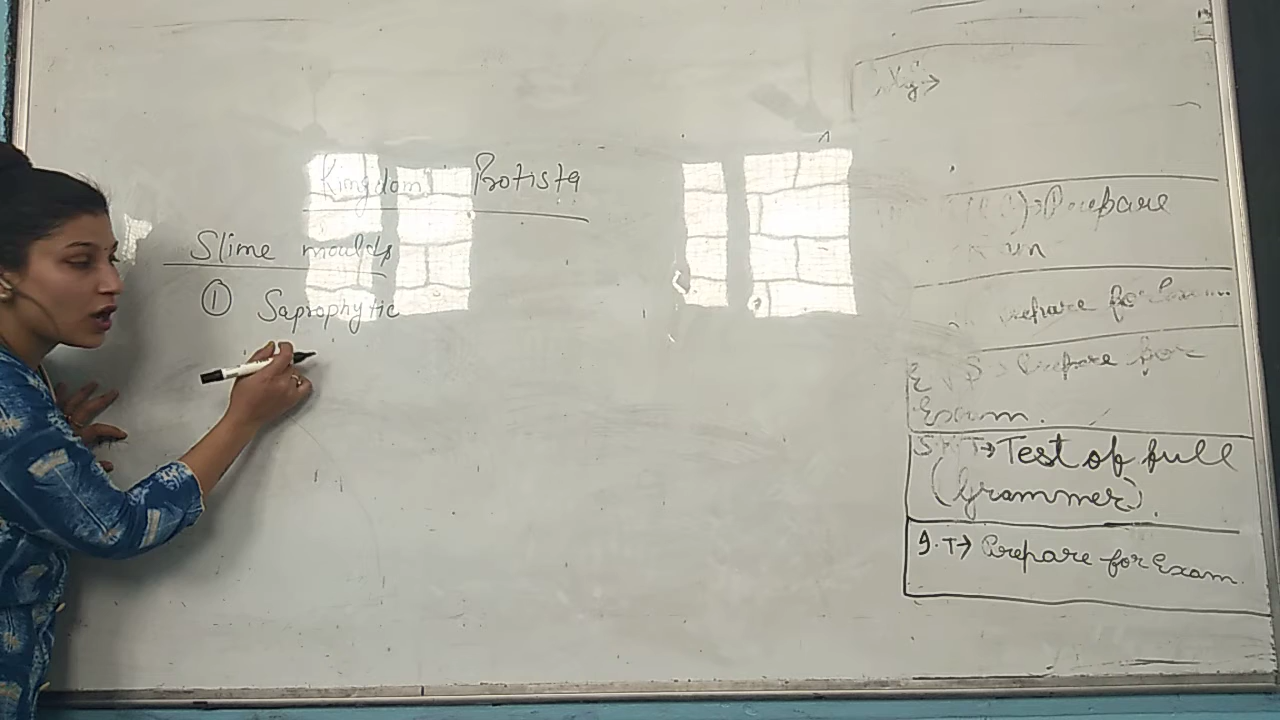 Kingdom Protista
Slime moulds
① Saprophytic
Prepare
prepare for Exam
E V S > Prepare for
Exam.
→ Test of full
(Grammer).
I.T → Prepare for Exam.